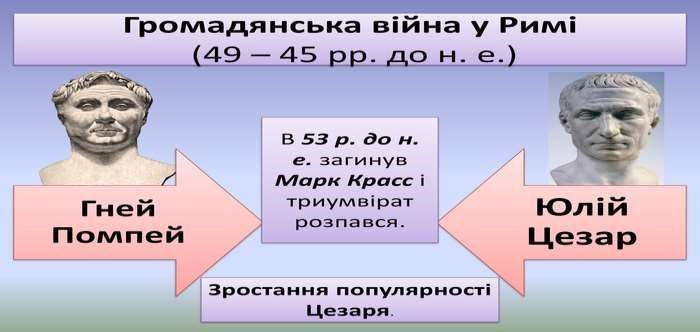 Громадянська війна у Римі
(49 – 45 рр. до н. е.)
В 53 р. до н.
е. загинув
Марк Красс і
триумвірат
розпався.
Гней
Помпей
Юлій
Цезар
Зростання популярності
Цезаря.